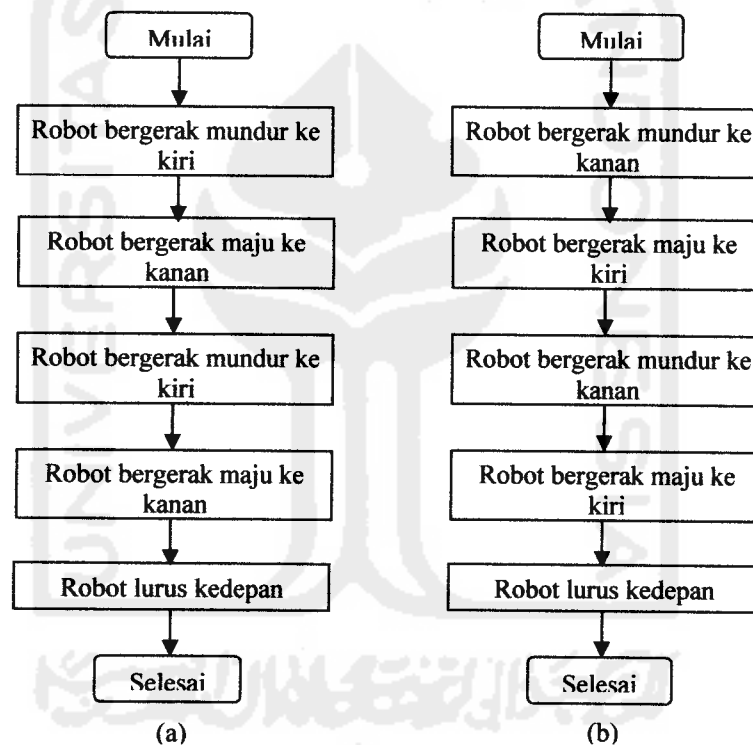 Mulai
Robot bergerak mundur ke
kiri
Robot bergerak maju ke
kanan
Robot bergerak mundur ke
kiri
Robot bergerak maju ke
kanan
Robot lurus kedepan
Selesai
(a)
Mulai
Robot bergerak mundur ke
kanan
Robot bergerak maju ke
kiri
Robot bergerak mundur ke
kanan
Robot bergerak maju ke
kiri
Robot lurus kedepan
Selesai
(b)
UNIVERSITAS